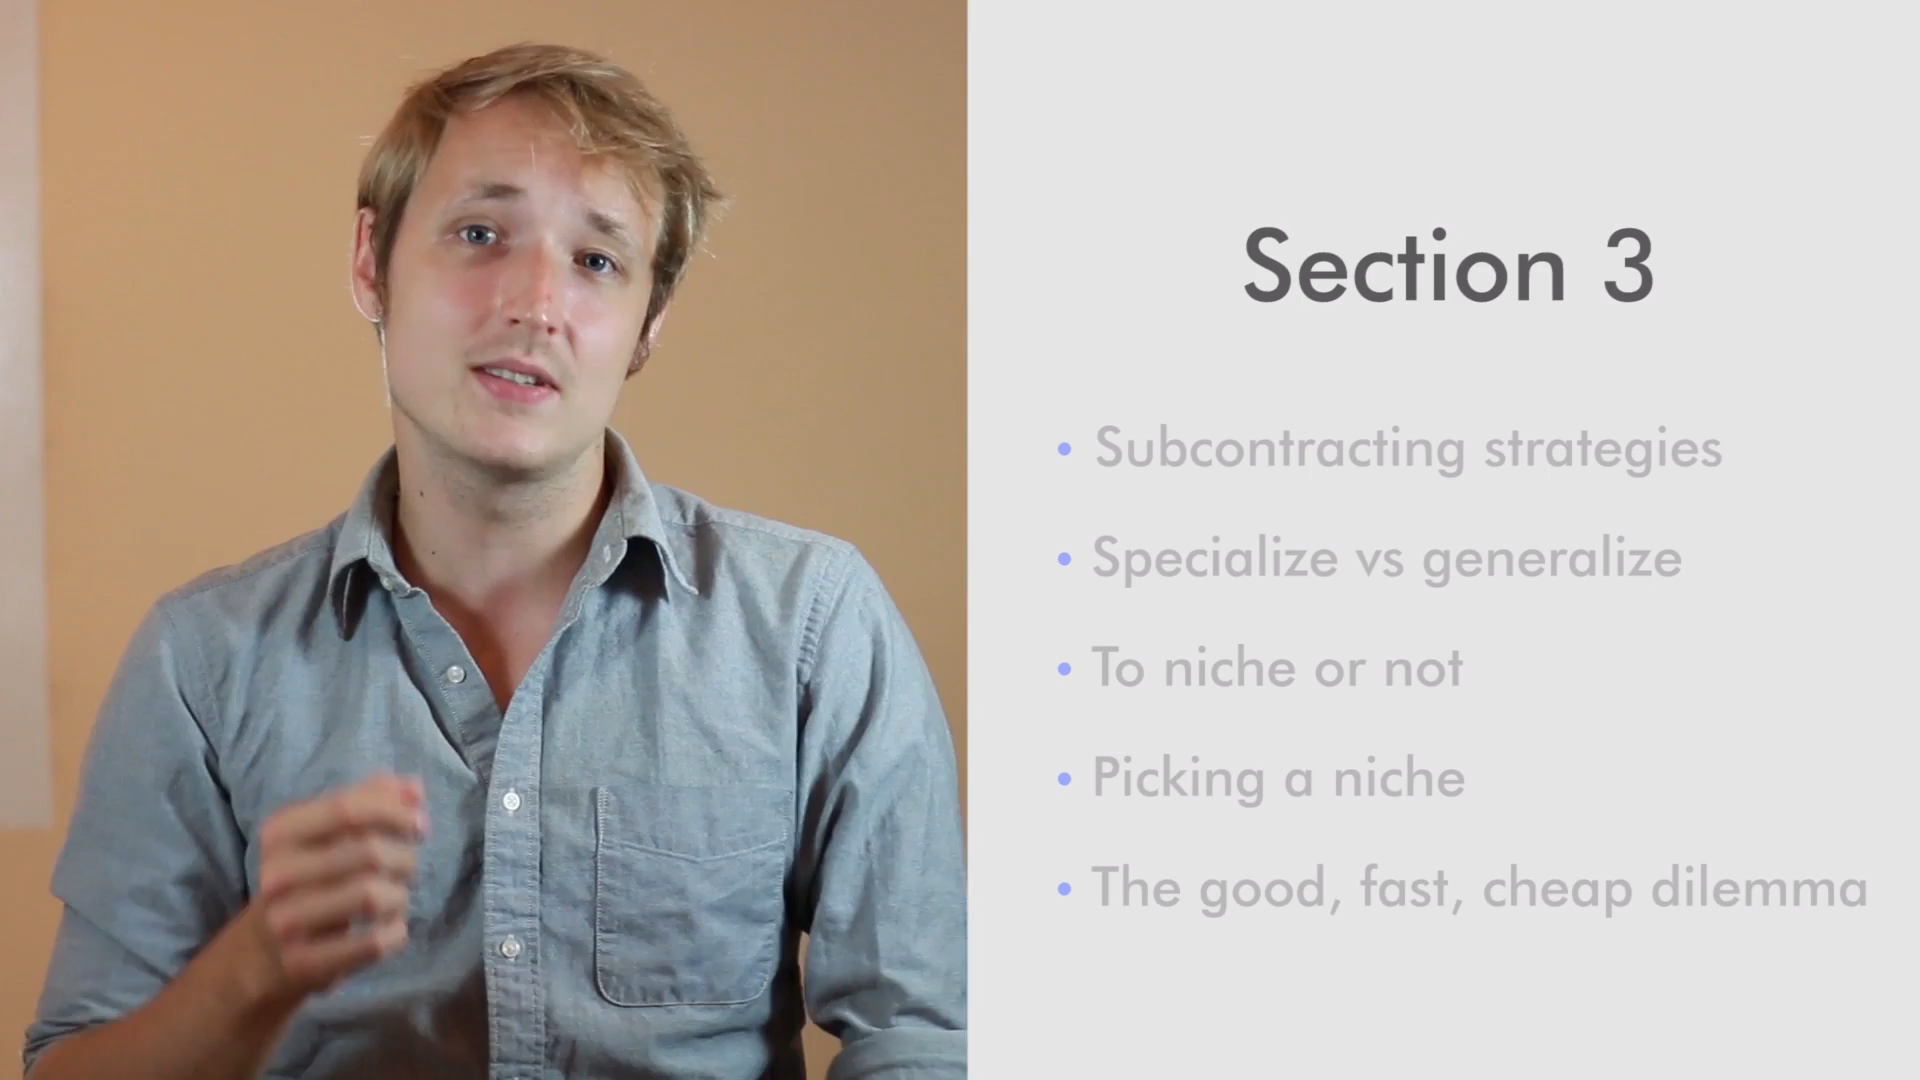 Section 3
• Subcontracting strategies
• Specialize vs generalize
• To niche or not
• Picking a niche
• The good, fast, cheap dilemma